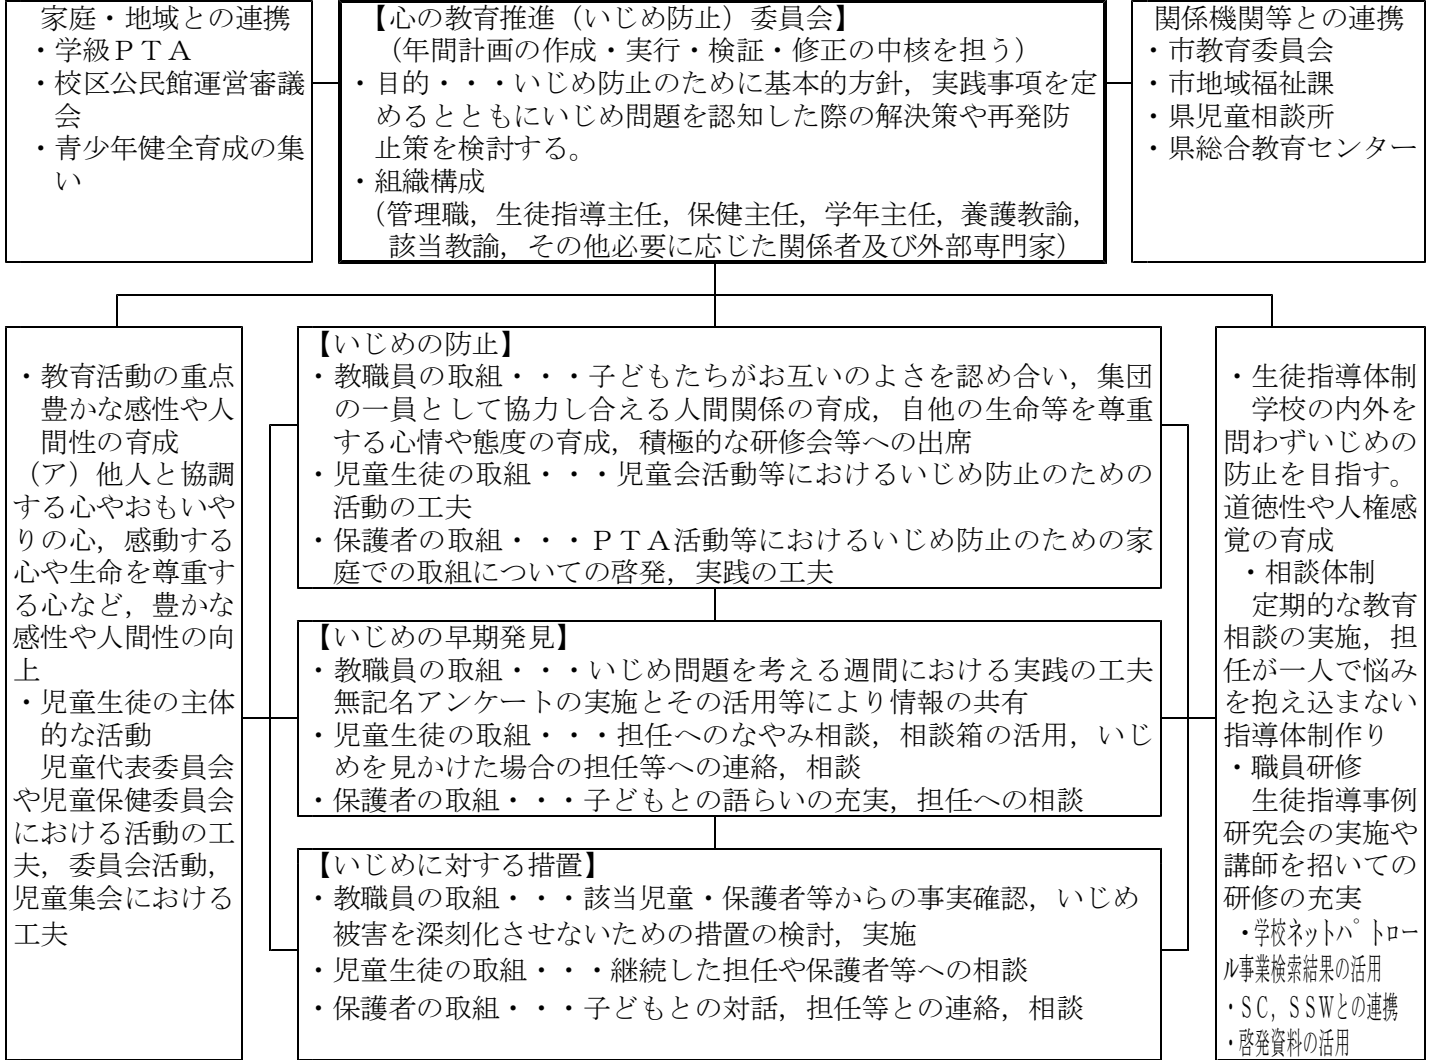 家庭・地域との連携
・学級ＰＴＡ
・校区公民館運営審議
会
・青少年健全育成の集
い
【心の教育推進（いじめ防止）委員会】
（年間計画の作成・実行・検証・修正の中核を担う）
・目的・・・いじめ防止のために基本的方針，実践事項を定
めるとともにいじめ問題を認知した際の解決策や再発防
止策を検討する。
・組織構成
（管理職，生徒指導主任，保健主任，学年主任，養護教諭，
該当教諭，その他必要に応じた関係者及び外部専門家）
関係機関等との連携
・市教育委員会
・市地域福祉課
・県児童相談所
・県総合教育センター
・教育活動の重点
豊かな感性や人
間性の育成
（ア）他人と協調
する心やおもいや
りの心，感動する
心や生命を尊重す
る心など，豊かな
感性や人間性の向
上
・児童生徒の主体
的な活動
児童代表委員会
や児童保健委員会
における活動の工
夫，委員会活動，
児童集会における
工夫
【いじめの防止】
・教職員の取組・・・子どもたちがお互いのよさを認め合い，集団
の一員として協力し合える人間関係の育成，自他の生命等を尊重
する心情や態度の育成，積極的な研修会等への出席
・児童生徒の取組・・・児童会活動等におけるいじめ防止のための
活動の工夫
・保護者の取組・・・ＰＴＡ活動等におけるいじめ防止のための家
庭での取組についての啓発，実践の工夫
【いじめの早期発見】
・教職員の取組・・・いじめ問題を考える週間における実践の工夫
無記名アンケートの実施とその活用等により情報の共有
・児童生徒の取組・・・担任へのなやみ相談，相談箱の活用，いじ
めを見かけた場合の担任等への連絡，相談
・保護者の取組・・・子どもとの語らいの充実，担任への相談
【いじめに対する措置】
・教職員の取組・・・該当児童・保護者等からの事実確認，いじめ
被害を深刻化させないための措置の検討，実施
・児童生徒の取組・・・継続した担任や保護者等への相談
・保護者の取組・・・子どもとの対話，担任等との連絡，相談
・生徒指導体制
学校の内外を
問わずいじめの
防止を目指す。
道徳性や人権感
覚の育成
・相談体制
定期的な教育
相談の実施，担
任が一人で悩み
を抱え込まない
指導体制作り
・職員研修
生徒指導事例
研究会の実施や
講師を招いての
研修の充実
・学校ネットパトロー
ル事業検索結果の活用
・ＳＣ，ＳＳＷとの連携
・啓発資料の活用